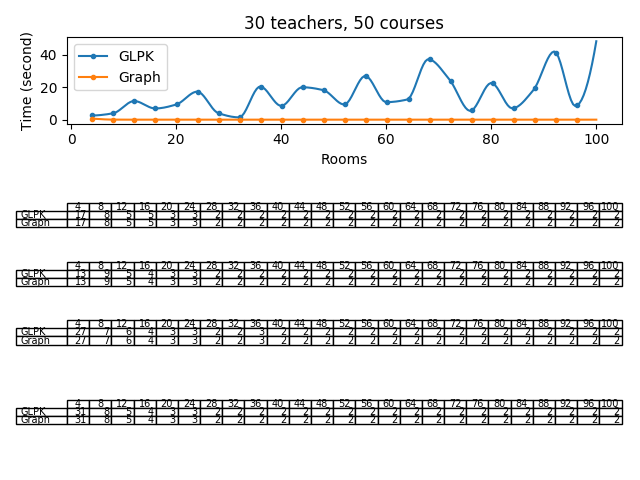 30 teachers, 50 courses
GLPK
Graph
Time (second)
40
20
0
0 20 40 60 80 100
Rooms
4 8 12 16 20 24 28 32 36 40 44 48 52 56 60 64 68 72 76 80 84 88 92 96 100
GLPK 17 8 5 5 3 3 2 2 2 2 2 2 2 2 2 2 2 2 2 2 2 2 2 2 2
Graph 17 8 5 5 3 3 2 2 2 2 2 2 2 2 2 2 2 2 2 2 2 2 2 2 2
4 8 12 16 20 24 28 32 36 40 44 48 52 56 60 64 68 72 76 80 84 88 92 96 100
GLPK 13 9 5 4 3 3 2 2 2 2 2 2 2 2 2 2 2 2 2 2 2 2 2 2 2
Graph 13 9 5 4 3 3 2 2 2 2 2 2 2 2 2 2 2 2 2 2 2 2 2 2 2
4 8 12 16 20 24 28 32 36 40 44 48 52 56 60 64 68 72 76 80 84 88 92 96 100
GLPK 27 7 6 4 3 3 2 2 3 2 2 2 2 2 2 2 2 2 2 2 2 2 2 2 2
Graph 27 7 6 4 3 3 2 2 3 2 2 2 2 2 2 2 2 2 2 2 2 2 2 2 2
4 8 12 16 20 24 28 32 36 40 44 48 52 56 60 64 68 72 76 80 84 88 92 96 100
GLPK 31 8 5 4 3 3 2 2 2 2 2 2 2 2 2 2 2 2 2 2 2 2 2 2 2
Graph 31 8 5 4 3 3 2 2 2 2 2 2 2 2 2 2 2 2 2 2 2 2 2 2 2